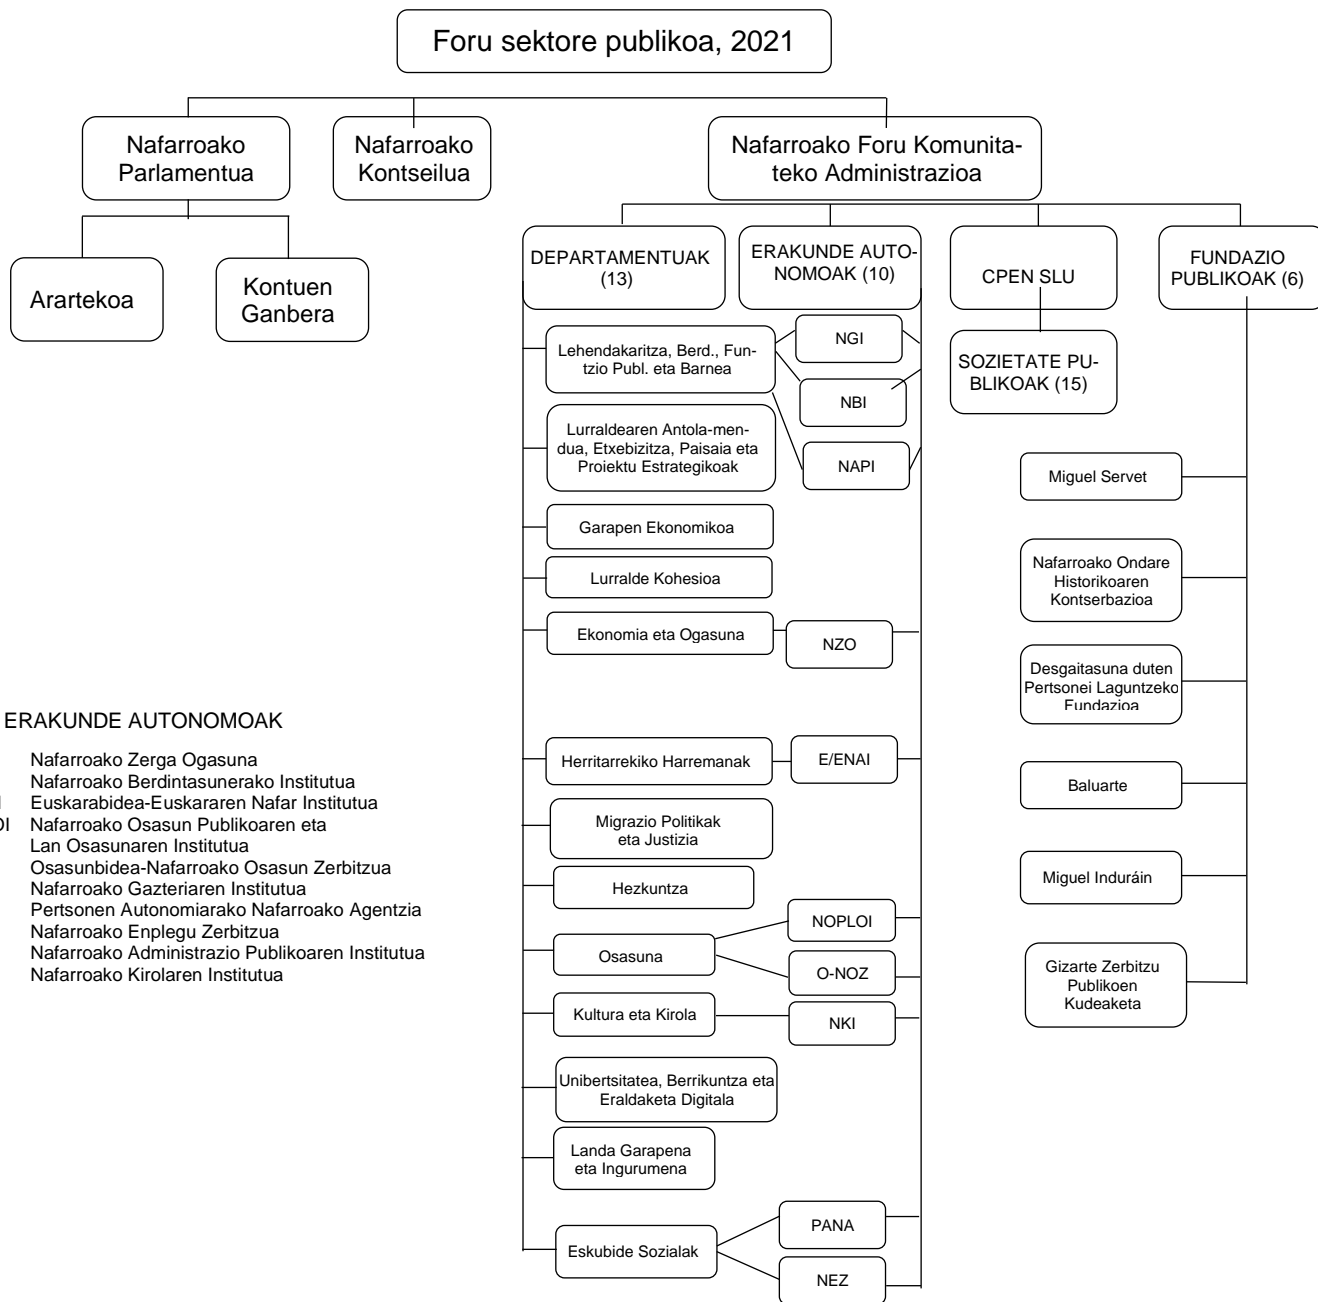 Foru sektore publikoa, 2021
Nafarroako
Parlamentua
Nafarroako
Kontseilua
Nafarroako Foru Komunita-
teko Administrazioa
Arartekoa
Kontuen
Ganbera
DEPARTAMENTUAK
(13)
ERAKUNDE AUTO-
NOMOAK (10)
CPEN SLU
FUNDAZIO
PUBLIKOAK (6)
SOZIETATE PU-
BLIKOAK (15)
Lehendakaritza, Berd., Fun-
tzio Publ. eta Barnea
NGI
NBI
NAPI
Lurraldearen Antola-men-
dua, Etxebizitza, Paisaia eta
Proiektu Estrategikoak
Garapen Ekonomikoa
Lurralde Kohesioa
Ekonomia eta Ogasuna
NZO
Herritarrekiko Harremanak
E/ENAI
Migrazio Politikak
eta Justizia
Hezkuntza
Osasuna
NOPLOI
O-NOZ
Kultura eta Kirola
NKI
Unibertsitatea, Berrikuntza eta
Eraldaketa Digitala
Landa Garapena
eta Ingurumena
Eskubide Sozialak
PANA
NEZ
Miguel Servet
Nafarroako Ondare
Historikoaren
Kontserbazioa
Desgaitasuna duten
Pertsonei Laguntzeko
Fundazioa
Baluarte
Miguel Induráin
Gizarte Zerbitzu
Publikoen
Kudeaketa
ERAKUNDE AUTONOMOAK
Nafarroako Zerga Ogasuna
Nafarroako Berdintasunerako Institutua
I Euskarabidea-Euskararen Nafar Institutua
OI Nafarroako Osasun Publikoaren eta
Lan Osasunaren Institutua
Osasunbidea-Nafarroako Osasun Zerbitzua
Nafarroako Gazteriaren Institutua
Pertsonen Autonomiarako Nafarroako Agentzia
Nafarroako Enplegu Zerbitzua
Nafarroako Administrazio Publikoaren Institutua
Nafarroako Kirolaren Institutua